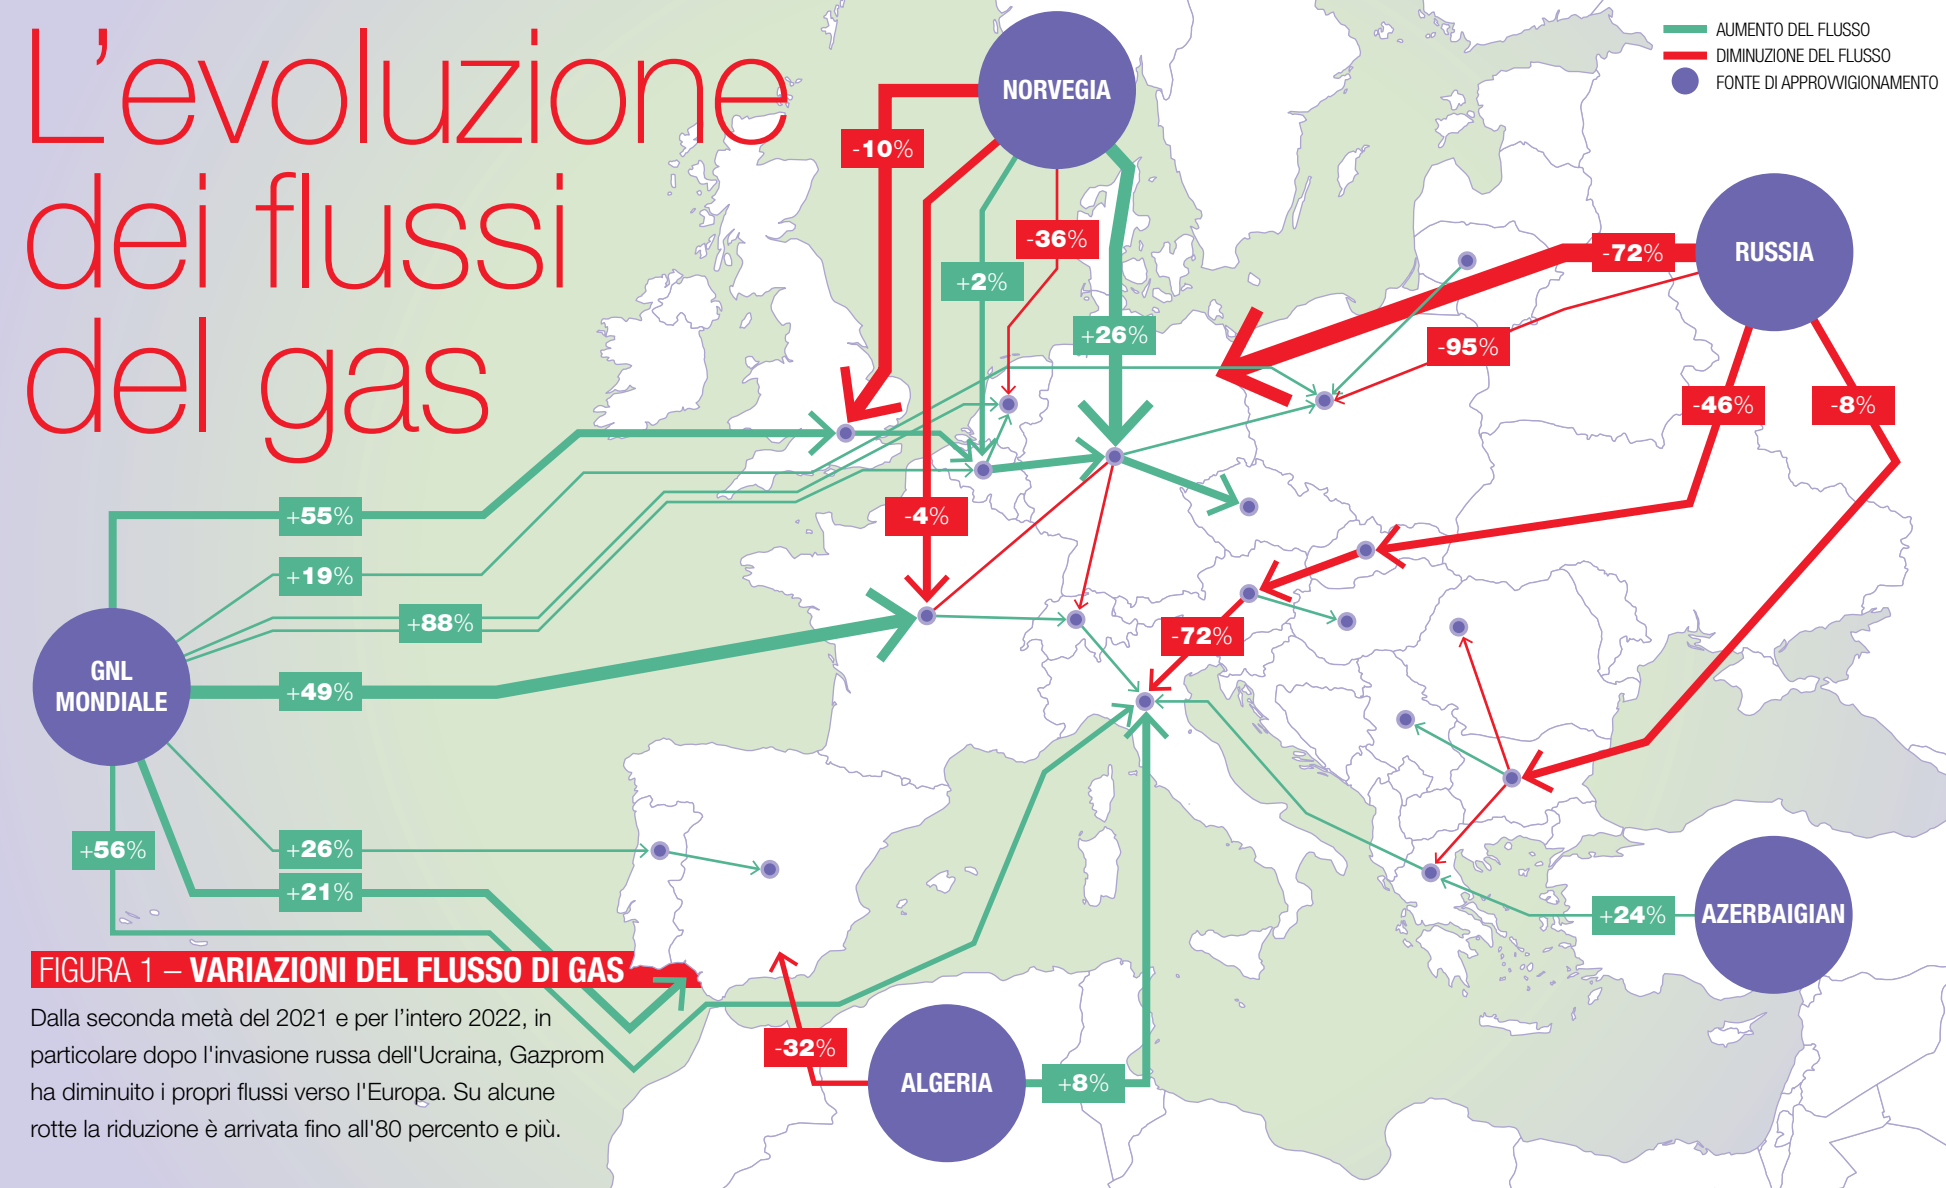 L'evoluzione
dei flussi
del gas
AUMENTO DEL FLUSSO
DIMINUZIONE DEL FLUSSO
FONTE DI APPROVVIGIONAMENTO
NORVEGIA
-10%
-36%
+2%
+26%
-4%
RUSSIA
-72%
-95%
-46%
-8%
-72%
+55%
+19%
+88%
GNL
MONDIALE
+49%
+56%
+26%
+21%
AZERBAIGIAN
+24%
ALGERIA
-32%
+8%
FIGURA 1 – VARIAZIONI DEL FLUSSO DI GAS
Dalla seconda metà del 2021 e per l'intero 2022, in
particolare dopo l'invasione russa dell'Ucraina, Gazprom
ha diminuito i propri flussi verso l'Europa. Su alcune
rotte la riduzione è arrivata fino all'80 percento e più.